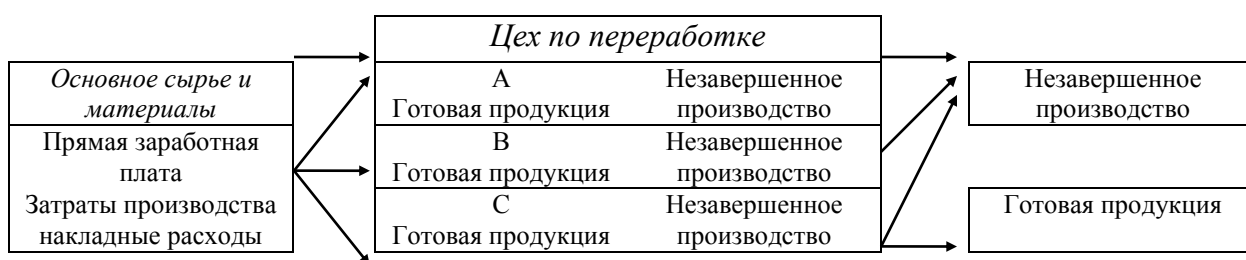 Цех по переработке
Основное сырье и
материалы
Прямая заработная
плата
Затраты производства
накладные расходы
А Незавершенное
Готовая продукция производство
В Незавершенное
Готовая продукция производство
С Незавершенное
Готовая продукция производство
Незавершенное
производство
Готовая продукция